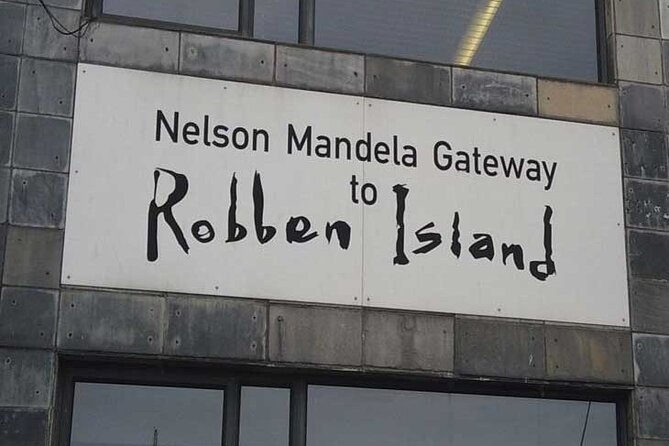 Nelson Mandela Gateway
to
Robben Island